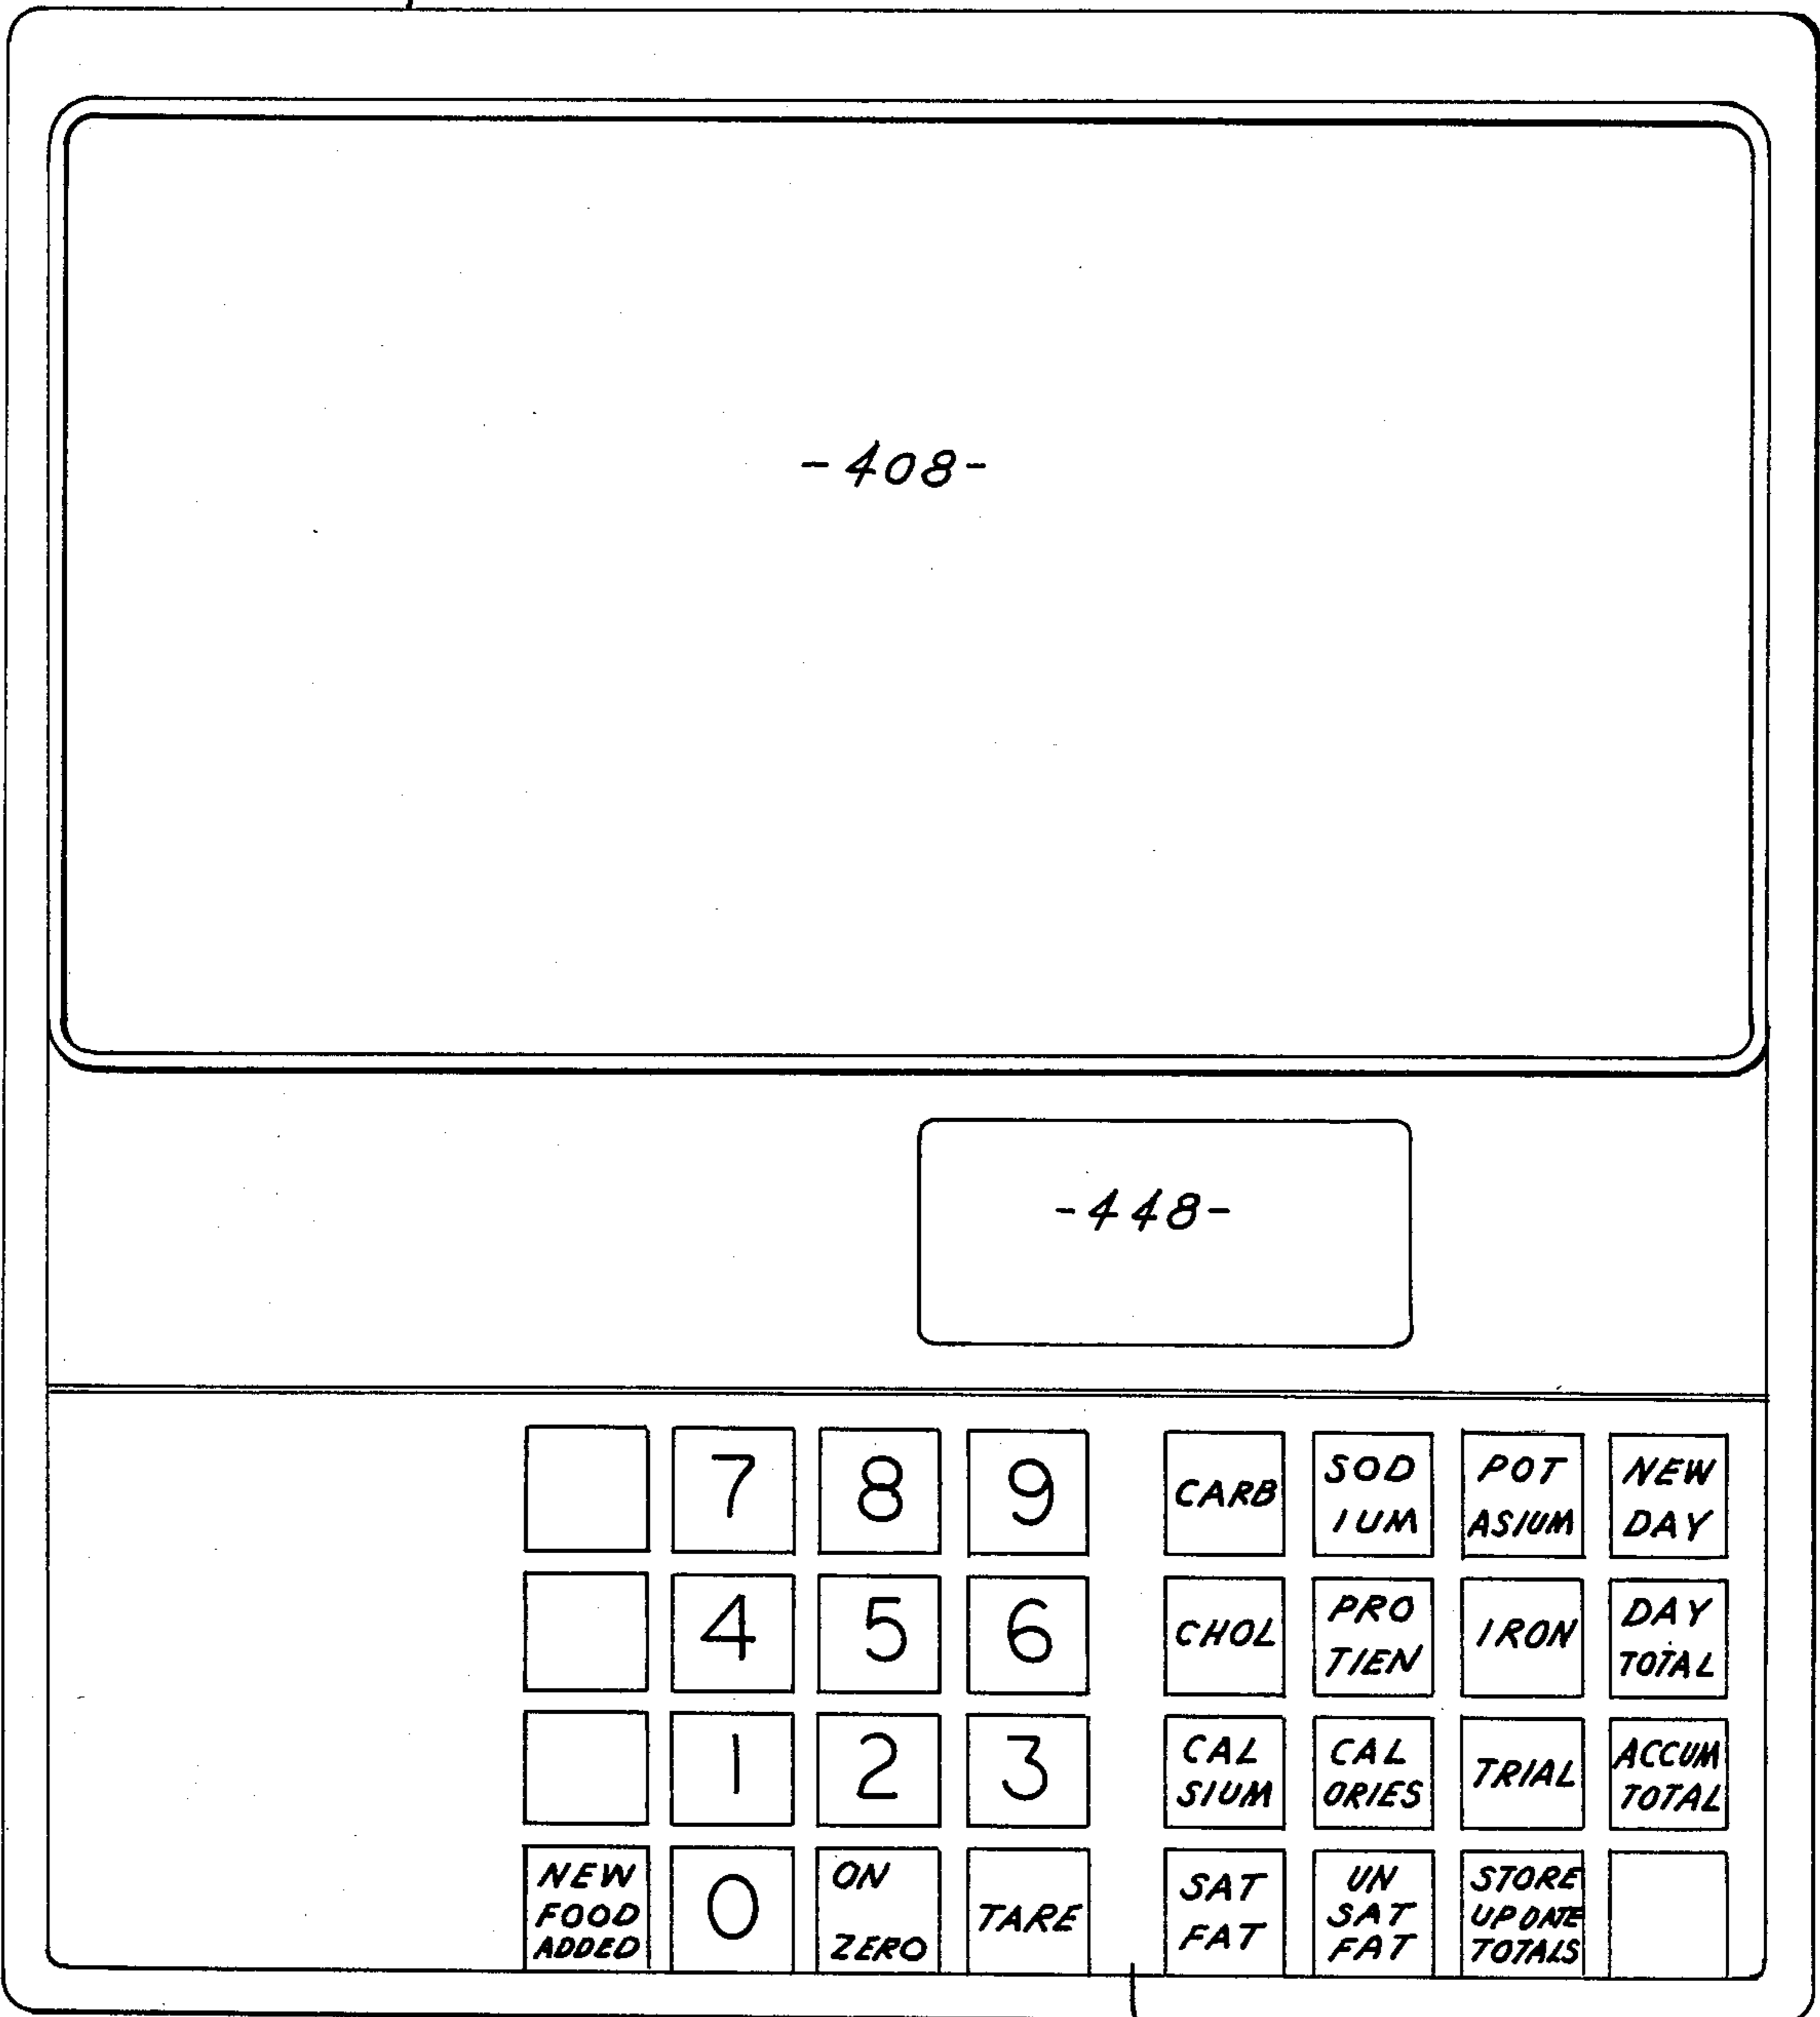 -408-
-448-
7 8 9 CARB SOD IUM POT ASIUM NEW DAY
4 5 6 CHOL PRO TIEN IRON DAY TOTAL
1 2 3 CAL SIUM CAL ORIES TRIAL ACCUM TOTAL
NEW FOOD ADDED 0 ON ZERO TARE SAT FAT UN SAT FAT STORE UPDATE TOTALS